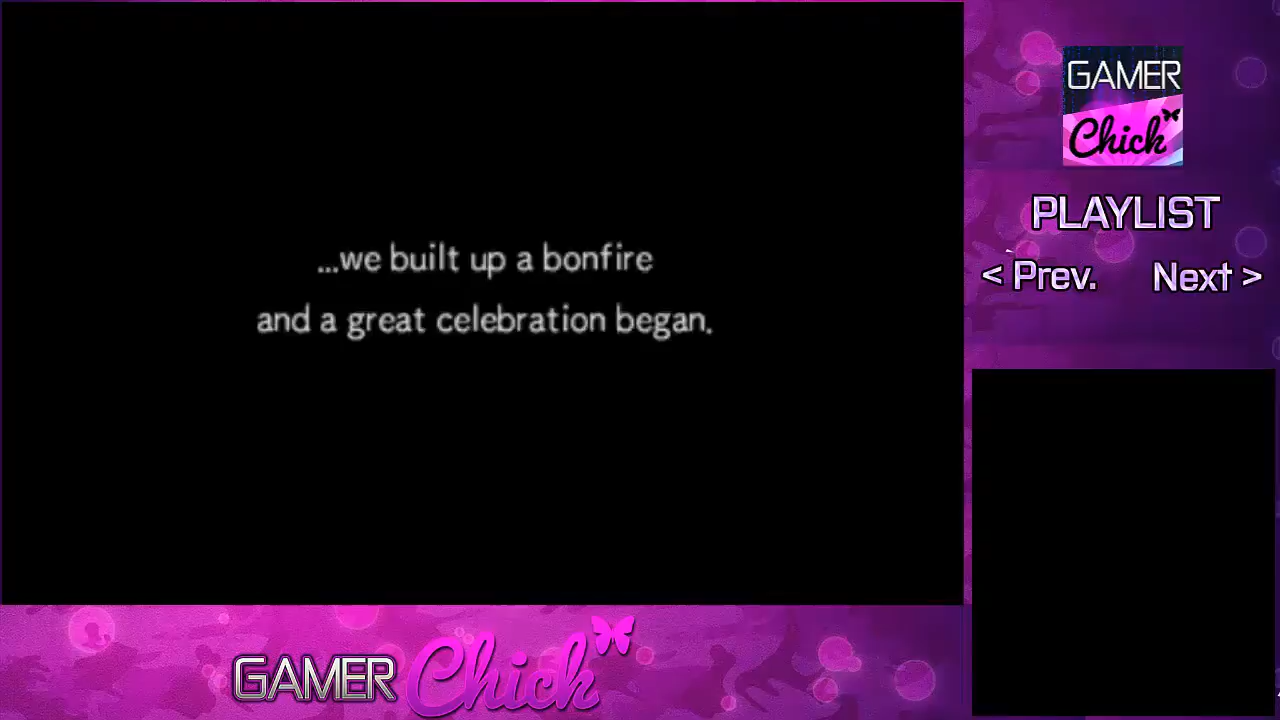 ...we built up a bonfire
and a great celebration began.
GAMER
Chick
PLAYLIST
< Prev. Next >
GAMER Chick